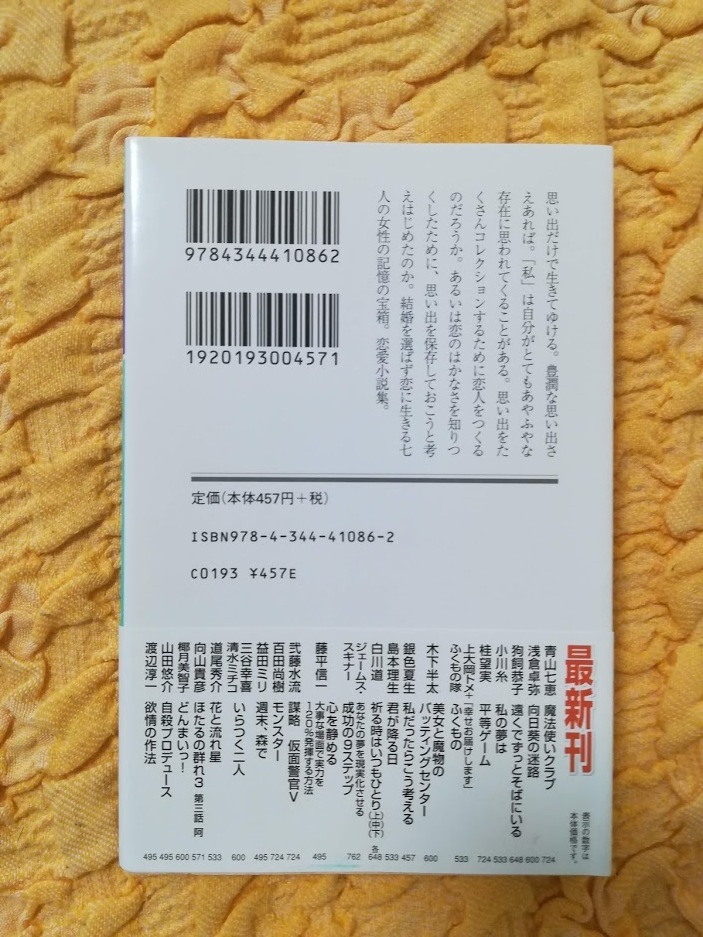 思い出だけで生きてゆける。豊潤な思い出さ
えあれば。「私」は自分がとてもあやふやな
存在に思われてくることがある。思い出をた
くさんコレクションするために恋人をつくる
のだろうか。あるいは恋のはかなさを知りつ
くしたために、思い出を保存しておこうと考
えはじめたのか。結婚を選ばず恋に生きる七
人の女性の記憶の宝箱。恋愛小説集。
9784344410862
1920193004571
定価(本体457円+税)
ISBN978-4-344-41086-2
C0193 ¥457E
最新刊
青山七恵 魔法使いクラブ
浅倉卓弥 向日葵の迷路
狗飼恭子 遠くでずっとそばにいる
小川糸 私の夢は
桂望実 平等ゲーム
上大岡トメ+ふくもの隊 「幸せお届けします」ふくもの
木下半太 美女と魔物のバッティングセンター
銀色夏生 私だったらこう考える
島本理生 君が降る日
白川道 祈る時はいつもひとり(上)(中)(下)
ジェームス・スキナー あなたの夢を現実化させる成功の9ステップ
藤平信一 心を静める 大事な場面で実力を120%発揮する方法
弐藤水流 謀略 仮面警官Ⅴ
百田尚樹 モンスター
益田ミリ 週末、森で
三谷幸喜 清水ミチコ いらつく二人
道尾秀介 花と流れ星
向山貴彦 ほたるの群れ3 第三話 阿
椰月美智子 どんまいっ!
山田悠介 自殺プロデュース
渡辺淳一 欲情の作法
表示の数字は
本体価格です。
495 495 600 571 533 600 495 724 724 495 762 各648 533 457 600 533 724 533 648 600 724